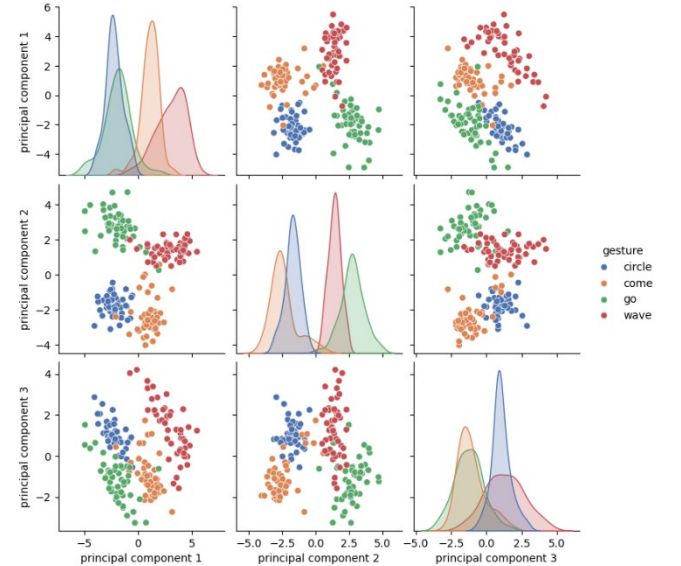 6
4
2
0
−2
−4
principal component 1
4
2
0
−2
−4
principal component 2
gesture
circle
come
go
wave
4
2
0
−2
principal component 3
−5 0 5
−5.0 −2.5 0.0 2.5 5.0
−5.0 −2.5 0.0 2.5 5.0
principal component 1 principal component 2 principal component 3